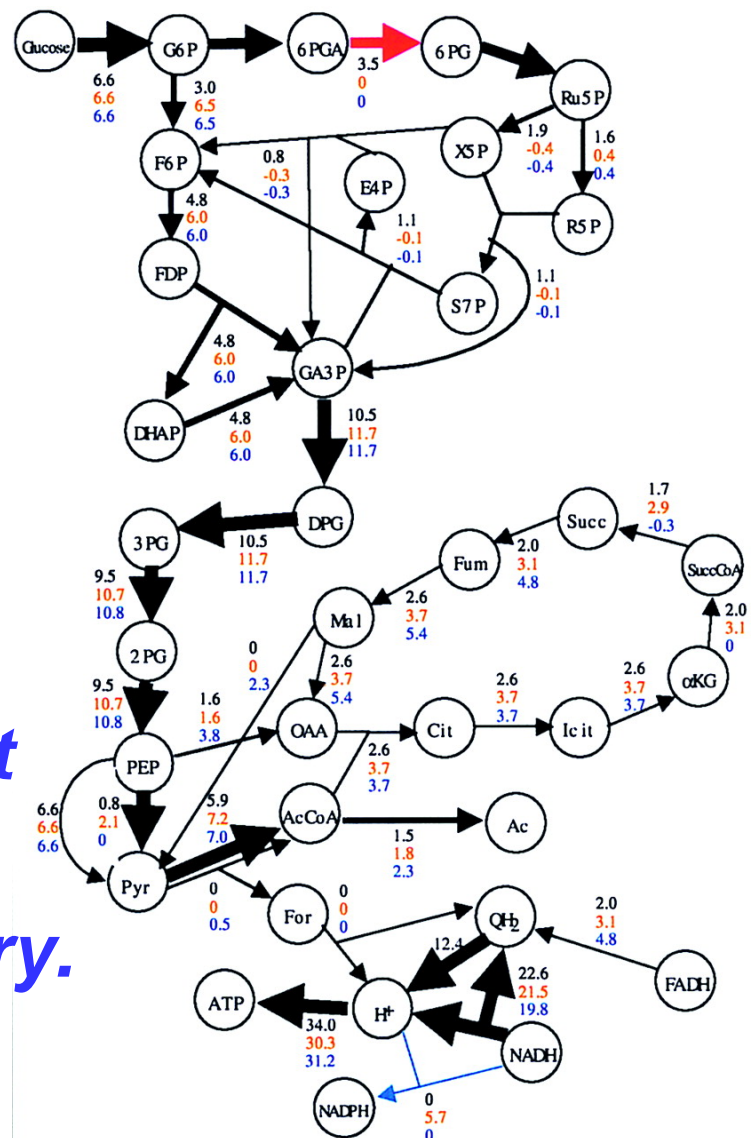 Glucose
G6P
6PGA
6PG
Ru5P
6.6
6.6
6.6
3.0
6.5
6.5
3.5
0
0
F6P
0.8
-0.3
-0.3
E4P
X5P
1.9
-0.4
-0.4
1.6
0.4
0.4
R5P
4.8
6.0
6.0
1.1
-0.1
-0.1
FDP
S7P
1.1
-0.1
-0.1
4.8
6.0
6.0
GA3P
DHAP
4.8
6.0
6.0
10.5
11.7
11.7
DPG
3PG
10.5
11.7
11.7
Succ
1.7
2.9
-0.3
Fum
2.0
3.1
4.8
SuccCoA
9.5
10.7
10.8
Mal
2.6
3.7
5.4
2.0
3.1
0
2PG
0
0
2.3
2.6
3.7
5.4
2.6
3.7
3.7
2.6
3.7
3.7
αKG
9.5
10.7
10.8
1.6
1.6
3.8
OAA
Cit
Icit
t
PEP
2.6
3.7
3.7
6.6
6.6
6.6
0.8
2.1
0
5.9
7.2
7.0
AcCoA
1.5
1.8
2.3
Ac
Pyr
0
0
0.5
For
0
0
0
QH2
2.0
3.1
4.8
ry.
12.4
22.6
21.5
19.8
FADH
ATP
34.0
30.3
31.2
H+
NADH
NADPH
0
5.7
0